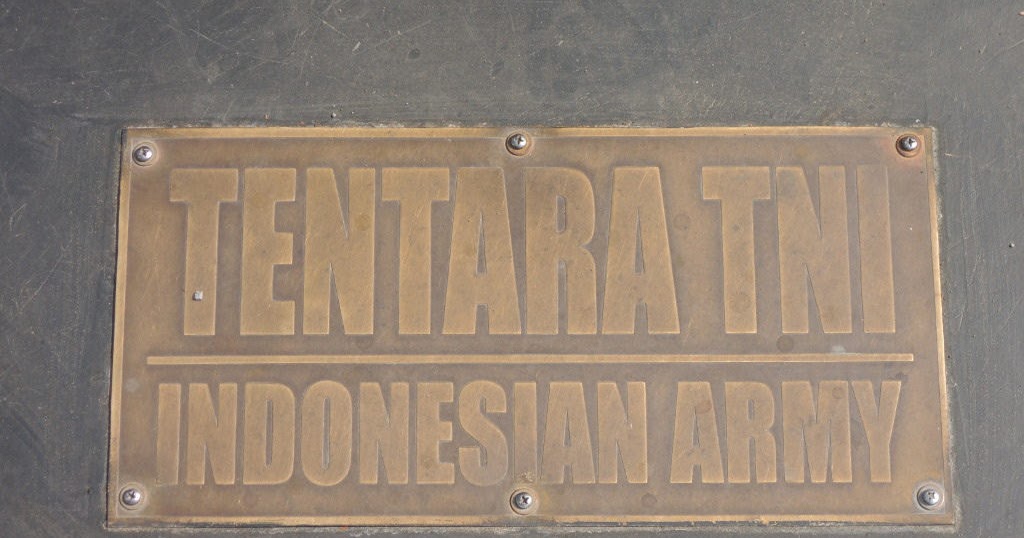 TENTARA TNI
INDONESIAN ARMY